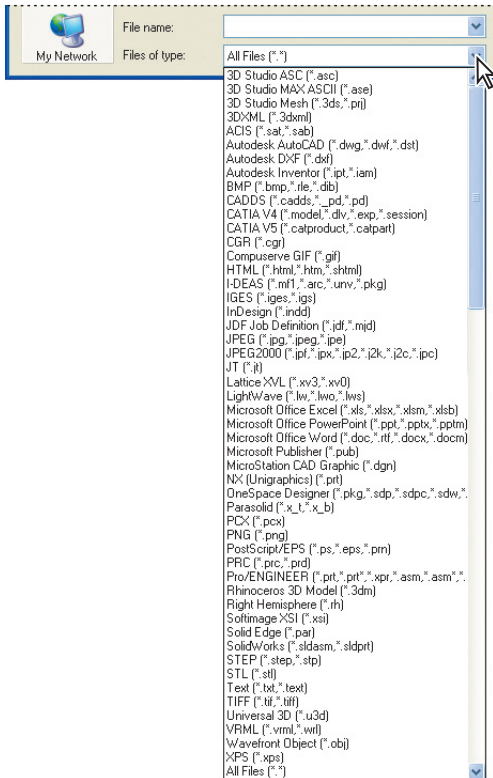 File name:
My Network
Files of type:
All Files (*.*)
3D Studio ASC (*.asc)
3D Studio MAX ASCII (*.ase)
3D Studio Mesh (*.3ds,*.prj)
3DXML (*.3dxml)
ACIS (*.sat,*.sab)
Autodesk AutoCAD (*.dwg,*.dwf,*.dst)
Autodesk DXF (*.dxf)
Autodesk Inventor (*.ipt,*.iam)
BMP (*.bmp,*.rle,*.dib)
CADDS (*.cadds,*._pd,*.pd)
CATIA V4 (*.model,*.dlv,*.exp,*.session)
CATIA V5 (*.catproduct,*.catpart)
CGR (*.cgr)
Compuserve GIF (*.gif)
HTML (*.html,*.htm,*.shtml)
I-DEAS (*.mf1,*.arc,*.unv,*.pkg)
IGES (*.iges,*.igs)
InDesign (*.indd)
JDF Job Definition (*.jdf,*.mjd)
JPEG (*.jpg,*.jpeg,*.jpe)
JPEG2000 (*.jpf,*.jpx,*.jp2,*.j2k,*.j2c,*.jpc)
JT (*.jt)
Lattice XVL (*.xv3,*.xv0)
LightWave (*.lw,*.lwo,*.lws)
Microsoft Office Excel (*.xls,*.xlsx,*.xlsm,*.xlsb)
Microsoft Office PowerPoint (*.ppt,*.pptx,*.pptm)
Microsoft Office Word (*.doc,*.rtf,*.docx,*.docm)
Microsoft Publisher (*.pub)
MicroStation CAD Graphic (*.dgn)
NX (Unigraphics) (*.prt)
OneSpace Designer (*.pkg,*.sdp,*.sdpc,*.sdw,*.
Parasolid (*.x_t,*.x_b)
PCX (*.pcx)
PNG (*.png)
PostScript/EPS (*.ps,*.eps,*.prn)
PRC (*.prc,*.prd)
Pro/ENGINEER (*.prt,*.prt*,*.xpr,*.asm,*.asm*,*.
Rhinoceros 3D Model (*.3dm)
Right Hemisphere (*.rh)
Softimage XSI (*.xsi)
Solid Edge (*.par)
SolidWorks (*.sldasm,*.sldprt)
STEP (*.step,*.stp)
STL (*.stl)
Text (*.txt,*.text)
TIFF (*.tif,*.tiff)
Universal 3D (*.u3d)
VRML (*.vrml,*.wrl)
Wavefront Object (*.obj)
XPS (*.xps)
All Files (*.*)